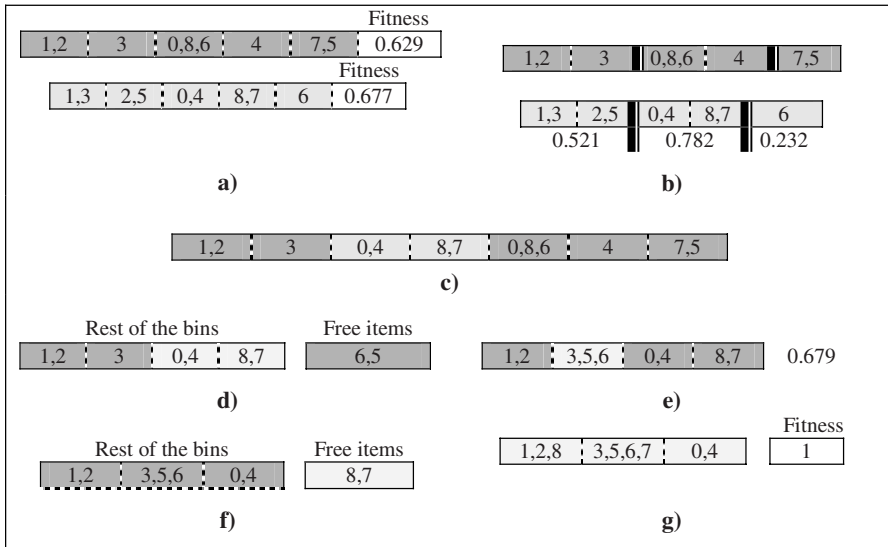 Fitness
1,2 3 0,8,6 4 7,5 0.629
Fitness
1,3 2,5 0,4 8,7 6 0.677
a)
1,2 3 0,8,6 4 7,5
1,3 2,5 0,4 8,7 6
0.521 0.782 0.232
b)
1,2 3 0,4 8,7 0,8,6 4 7,5
c)
Rest of the bins Free items
1,2 3 0,4 8,7 6,5
d)
1,2 3,5,6 0,4 8,7 0.679
e)
Rest of the bins Free items
1,2 3,5,6 0,4 8,7
f)
Fitness
1,2,8 3,5,6,7 0,4 1
g)